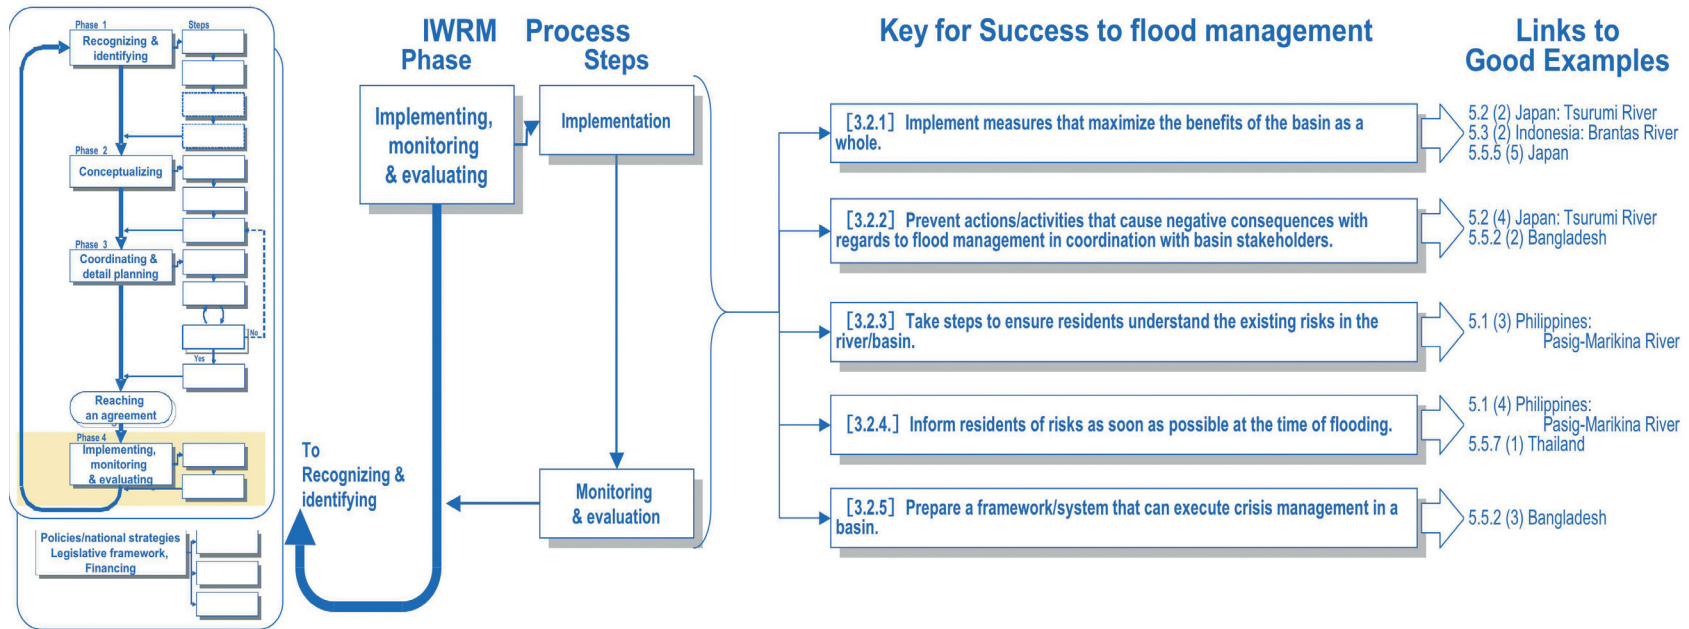 Phase 1
Steps
Recognizing &
identifying
Phase 2
Conceptualizing
Phase 3
Coordinating &
detail planning
No
Yes
Reaching
an agreement
Phase 4
Implementing,
monitoring
& evaluating
Policies/national strategies
Legislative framework,
Financing
IWRM Process
Phase
Steps
Implementing,
monitoring
& evaluating
Implementation
Monitoring
& evaluation
To
Recognizing &
identifying
Key for Success to flood management
[3.2.1] Implement measures that maximize the benefits of the basin as a
whole.
[3.2.2] Prevent actions/activities that cause negative consequences with
regards to flood management in coordination with basin stakeholders.
[3.2.3] Take steps to ensure residents understand the existing risks in the
river/basin.
[3.2.4.] Inform residents of risks as soon as possible at the time of flooding.
[3.2.5] Prepare a framework/system that can execute crisis management in a
basin.
Links to
Good Examples
5.2 (2) Japan: Tsurumi River
5.3 (2) Indonesia: Brantas River
5.5.5 (5) Japan
5.2 (4) Japan: Tsurumi River
5.5.2 (2) Bangladesh
5.1 (3) Philippines:
Pasig-Marikina River
5.1 (4) Philippines:
Pasig-Marikina River
5.5.7 (1) Thailand
5.5.2 (3) Bangladesh